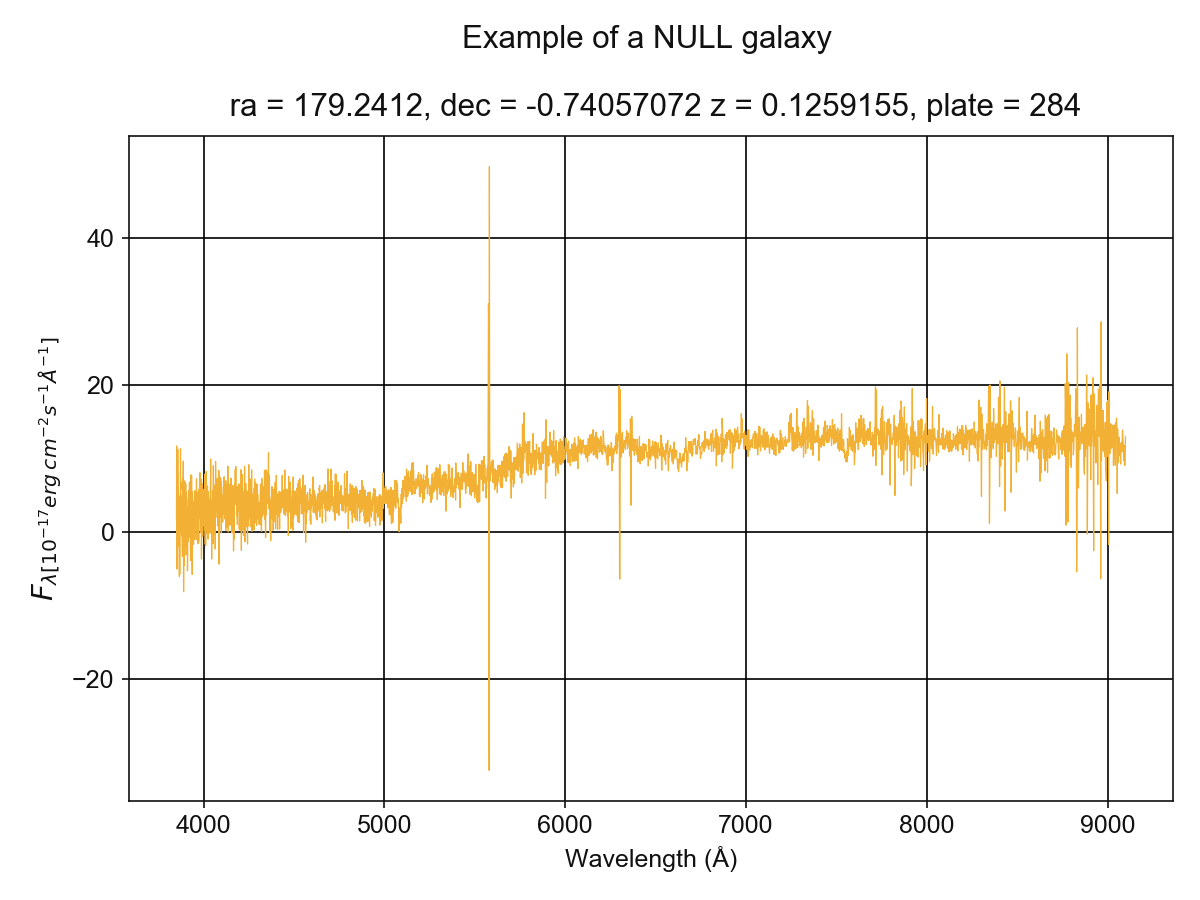 Example of a NULL galaxy
ra = 179.2412, dec = -0.74057072 z = 0.1259155, plate = 284
40
20
0
−20
F_λ[10⁻¹⁷ erg cm⁻² s⁻¹ Å⁻¹]
4000 5000 6000 7000 8000 9000
Wavelength (Å)